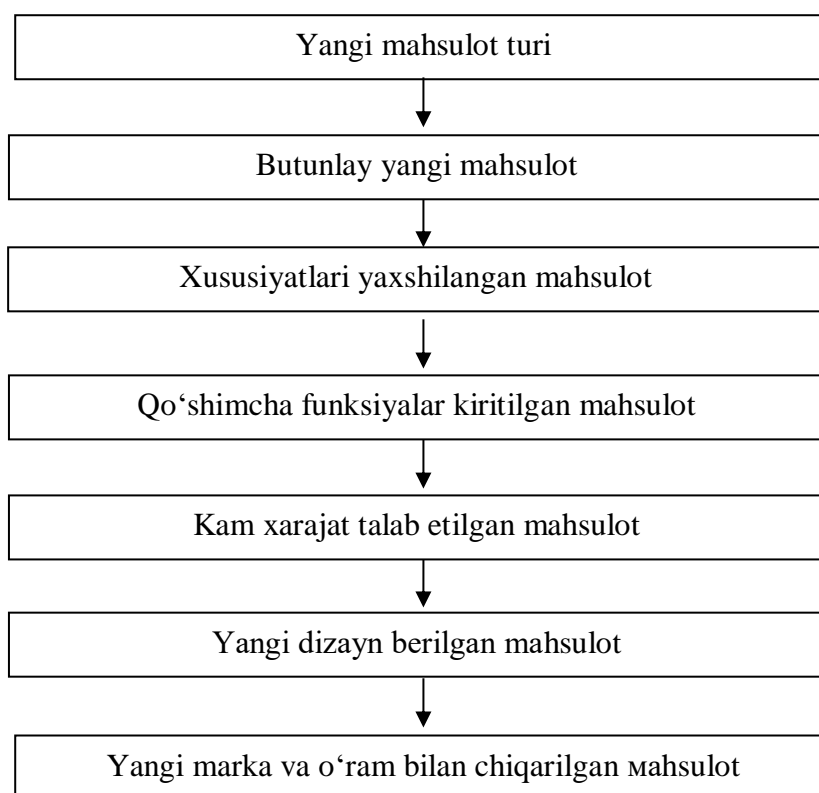 Yangi mahsulot turi
Butunlay yangi mahsulot
Xususiyatlari yaxshilangan mahsulot
Qo‘shimcha funksiyalar kiritilgan mahsulot
Kam xarajat talab etilgan mahsulot
Yangi dizayn berilgan mahsulot
Yangi marka va o‘ram bilan chiqarilgan мahsulot